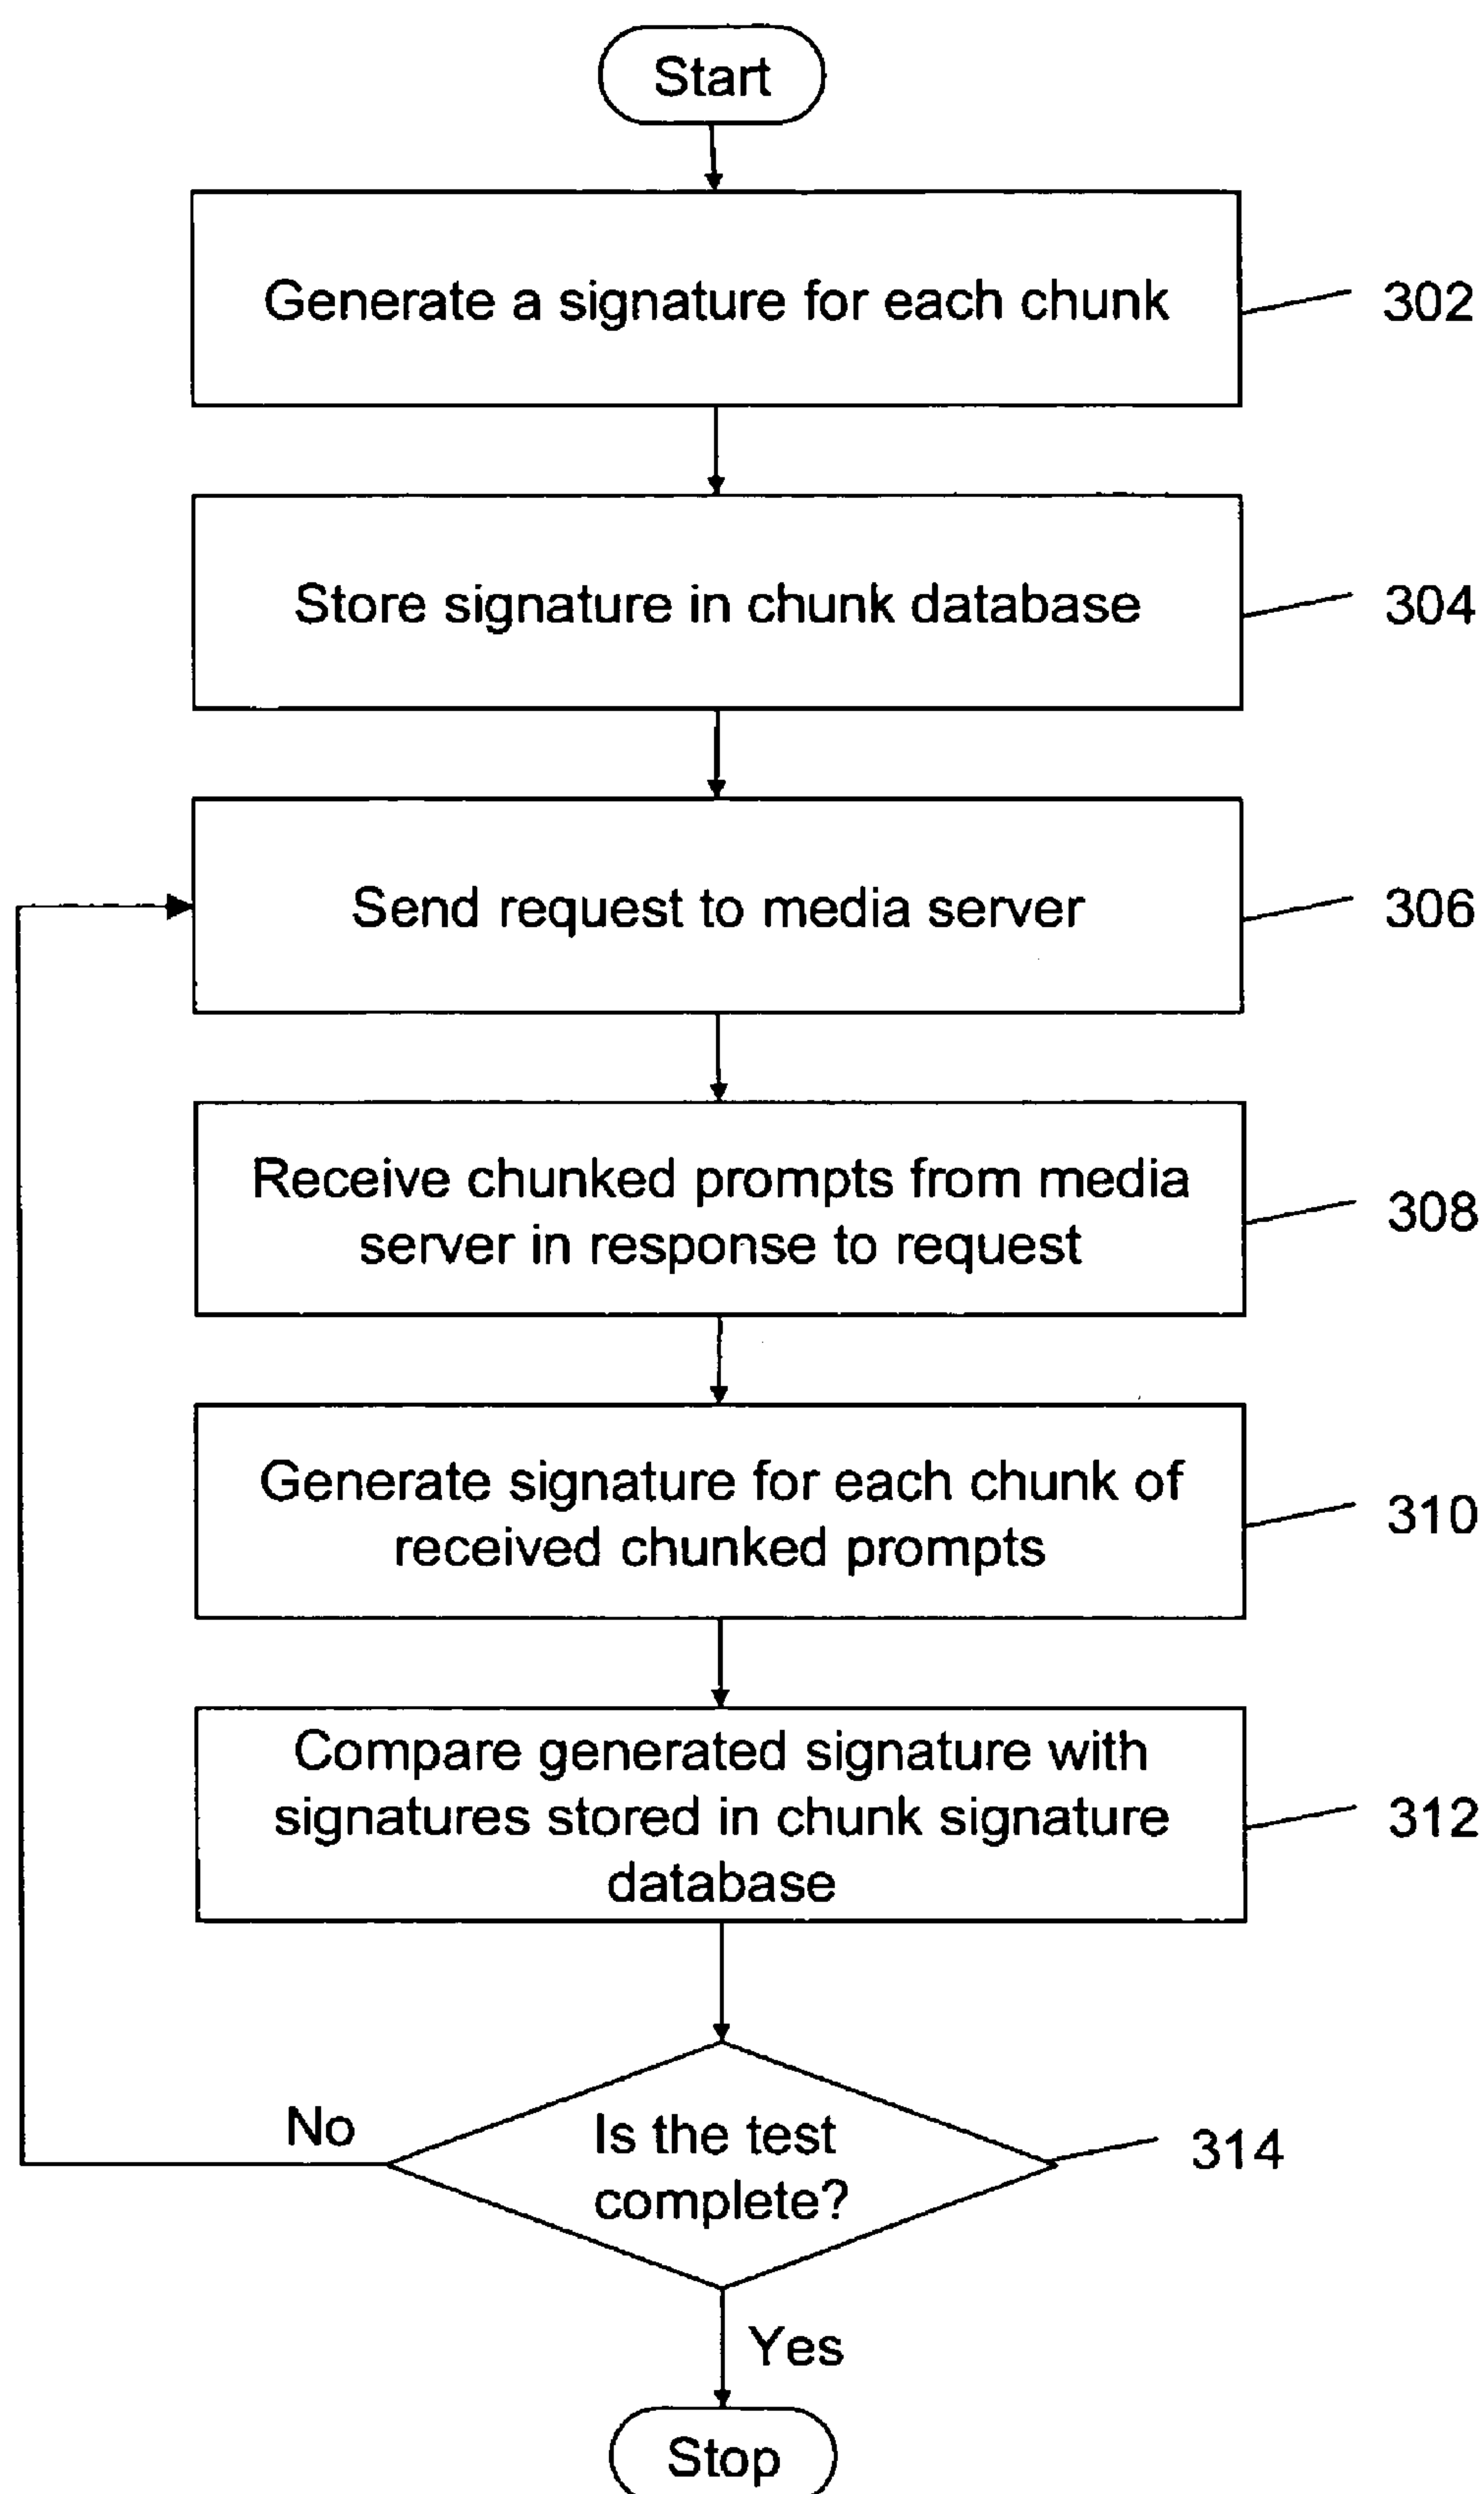 Start
Generate a signature for each chunk
302
Store signature in chunk database
304
Send request to media server
306
Receive chunked prompts from media
server in response to request
308
Generate signature for each chunk of
received chunked prompts
310
Compare generated signature with
signatures stored in chunk signature
database
312
Is the test
complete?
314
No
Yes
Stop